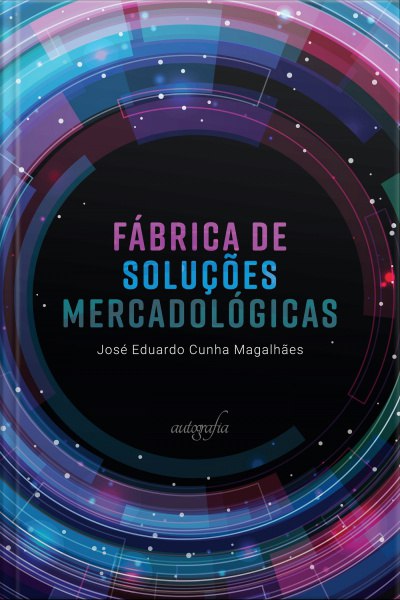 FÁBRICA DE
SOLUÇÕES
MERCADOLÓGICAS
José Eduardo Cunha Magalhães
autografia